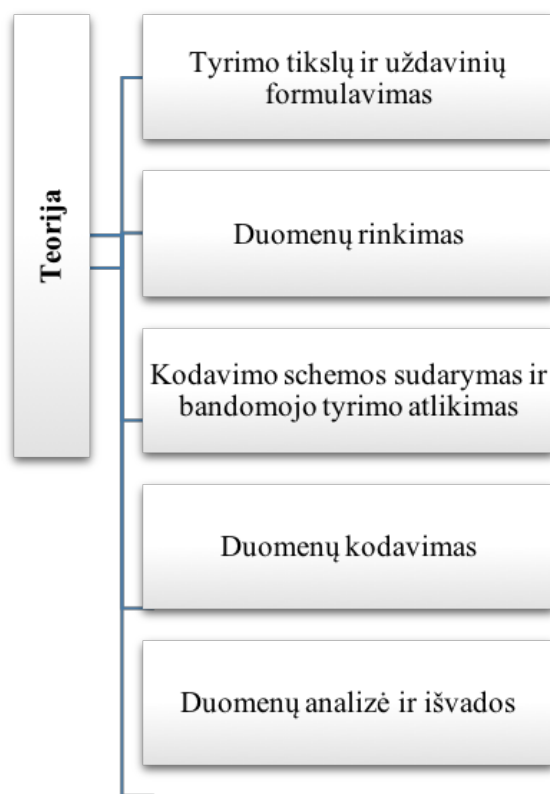 Teorija
Tyrimo tikslų ir uždavinių
formulavimas
Duomenų rinkimas
Kodavimo schemos sudarymas ir
bandomojo tyrimo atlikimas
Duomenų kodavimas
Duomenų analizė ir išvados